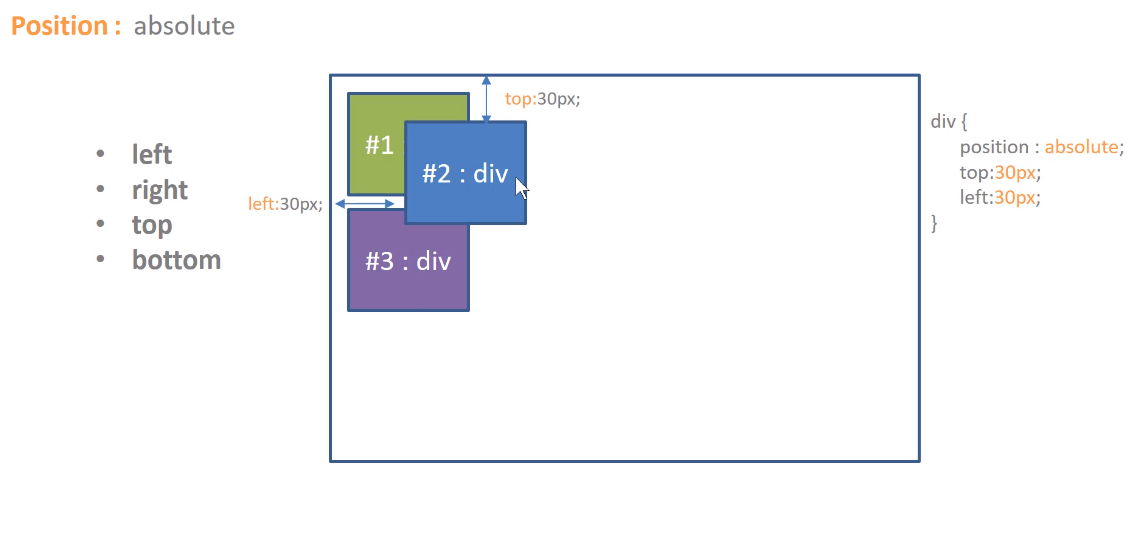 Position : absolute
top:30px;
#1
#2 : div
left:30px;
#3 : div
• left
• right
• top
• bottom
div {
position : absolute;
top:30px;
left:30px;
}